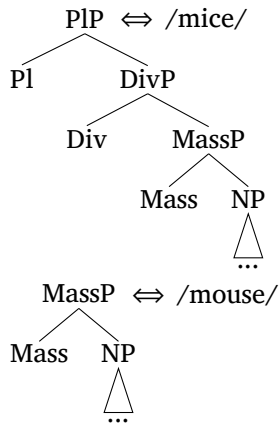 PlP ⇔ /mice/
Pl DivP
Div MassP
Mass NP
...
MassP ⇔ /mouse/
Mass NP
...